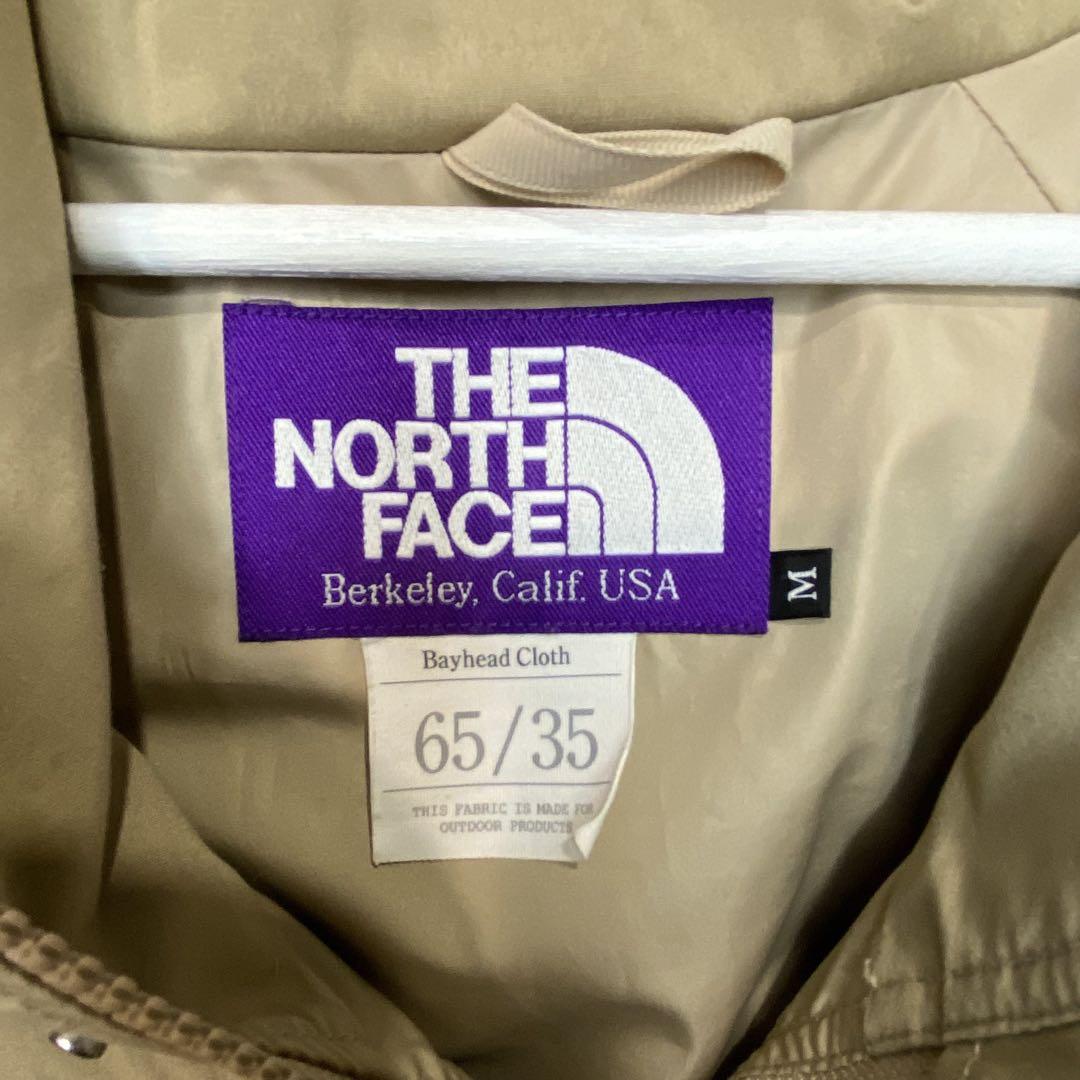 THE
NORTH
FACE
Berkeley, Calif. USA
M
Bayhead Cloth
65/35
THIS FABRIC IS MADE FOR
OUTDOOR PRODUCTS